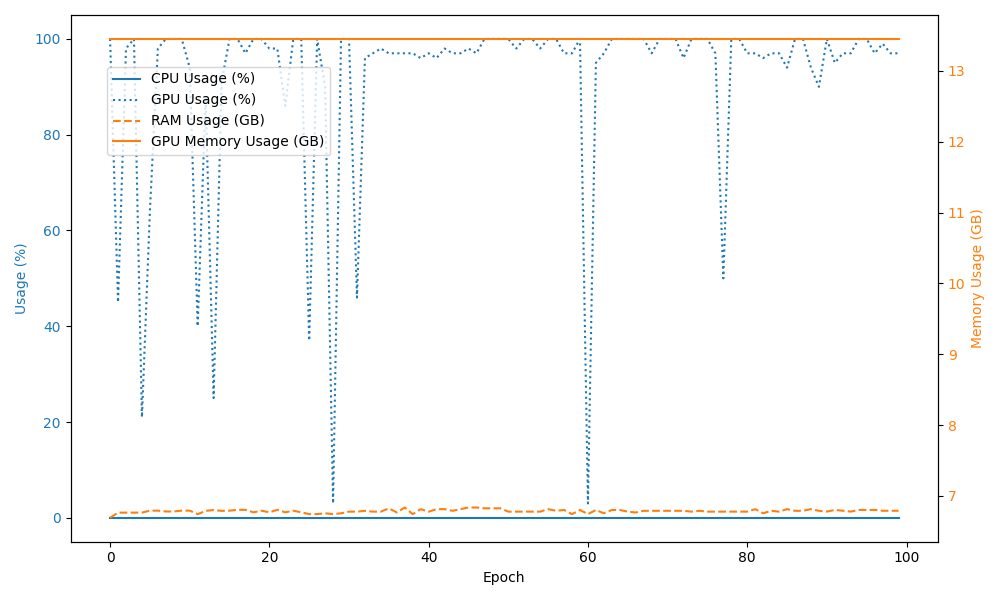 CPU Usage (%)
GPU Usage (%)
RAM Usage (GB)
GPU Memory Usage (GB)
Usage (%)
100
80
60
40
20
0
Memory Usage (GB)
13
12
11
10
9
8
7
0
20
40
60
80
100
Epoch